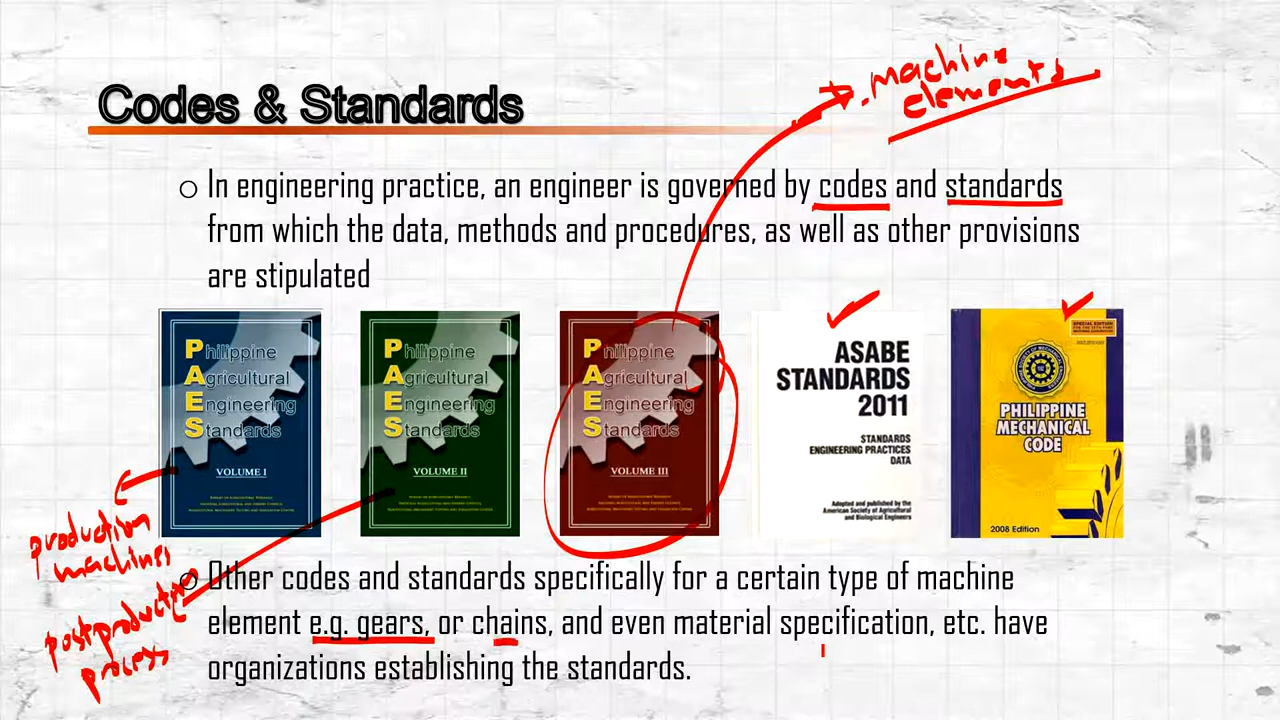 machine
elements
Codes & Standards
o In engineering practice, an engineer is governed by codes and standards
from which the data, methods and procedures, as well as other provisions
are stipulated
Philippine
Agricultural
Engineering
Standards
VOLUME I
Philippine
Agricultural
Engineering
Standards
VOLUME II
Philippine
Agricultural
Engineering
Standards
VOLUME III
ASABE
STANDARDS
2011
STANDARDS
ENGINEERING PRACTICES
DATA
Adopted and published by the
American Society of Agricultural
and Biological Engineers
PHILIPPINE
MECHANICAL
CODE
2008 Edition
production
machines
postproduction
process
o Other codes and standards specifically for a certain type of machine
element e.g. gears, or chains, and even material specification, etc. have
organizations establishing the standards.